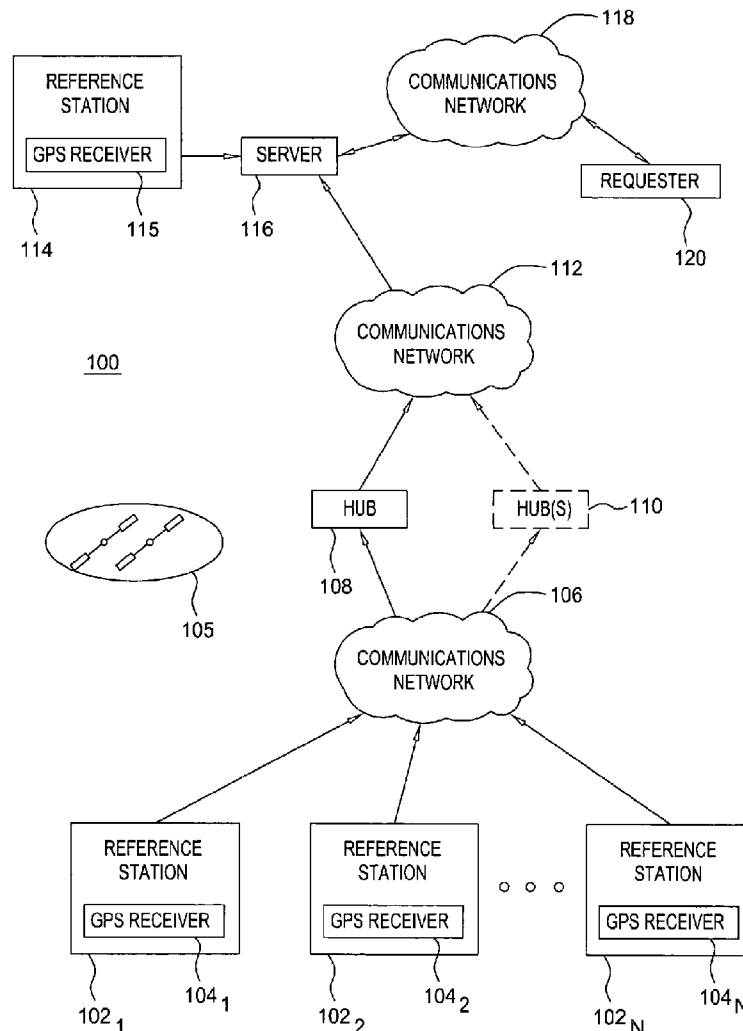 118
REFERENCE
STATION
GPS RECEIVER
COMMUNICATIONS
NETWORK
SERVER
REQUESTER
114
115
116
120
112
COMMUNICATIONS
NETWORK
100
HUB
HUB(S)
110
108
106
105
COMMUNICATIONS
NETWORK
REFERENCE
STATION
GPS RECEIVER
REFERENCE
STATION
GPS RECEIVER
REFERENCE
STATION
GPS RECEIVER
104 1
104 2
104 N
102 1
102 2
102 N